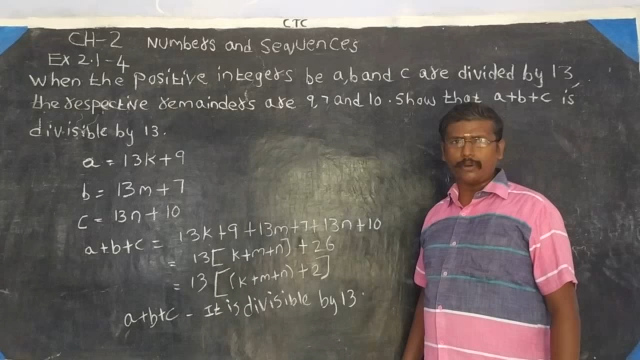 CTC
CH-2 Numbers and Sequences
Ex 2.1-4
When the positive integers be a,b and c are divided by 13
the respective remainders are 9,7 and 10. Show that a+b+c is
divisible by 13.
a = 13k+9
b = 13m+7
c = 13n+10
a+b+c = 13k+9+13m+7+13n+10
= 13[k+m+n]+26
= 13[(k+m+n)+2]
a+b+c - It is divisible by 13.